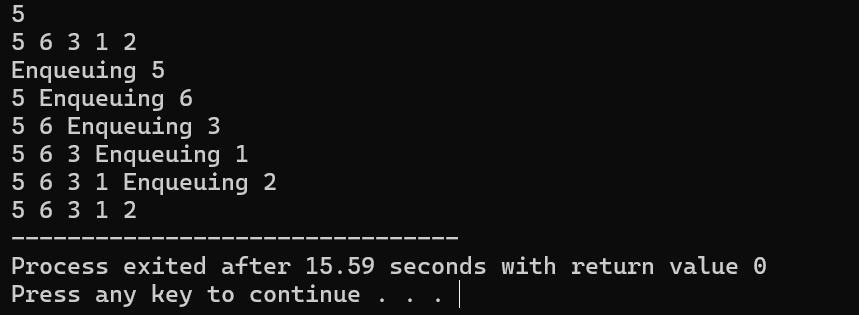 5
5 6 3 1 2
Enqueuing 5
5 Enqueuing 6
5 6 Enqueuing 3
5 6 3 Enqueuing 1
5 6 3 1 Enqueuing 2
5 6 3 1 2
--------------------------------
Process exited after 15.59 seconds with return value 0
Press any key to continue . . .